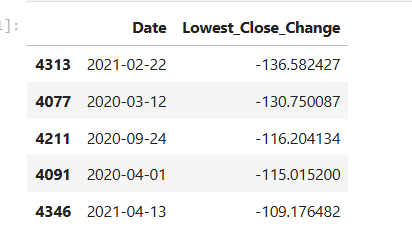 ]:
Date Lowest_Close_Change
4313 2021-02-22 -136.582427
4077 2020-03-12 -130.750087
4211 2020-09-24 -116.204134
4091 2020-04-01 -115.015200
4346 2021-04-13 -109.176482